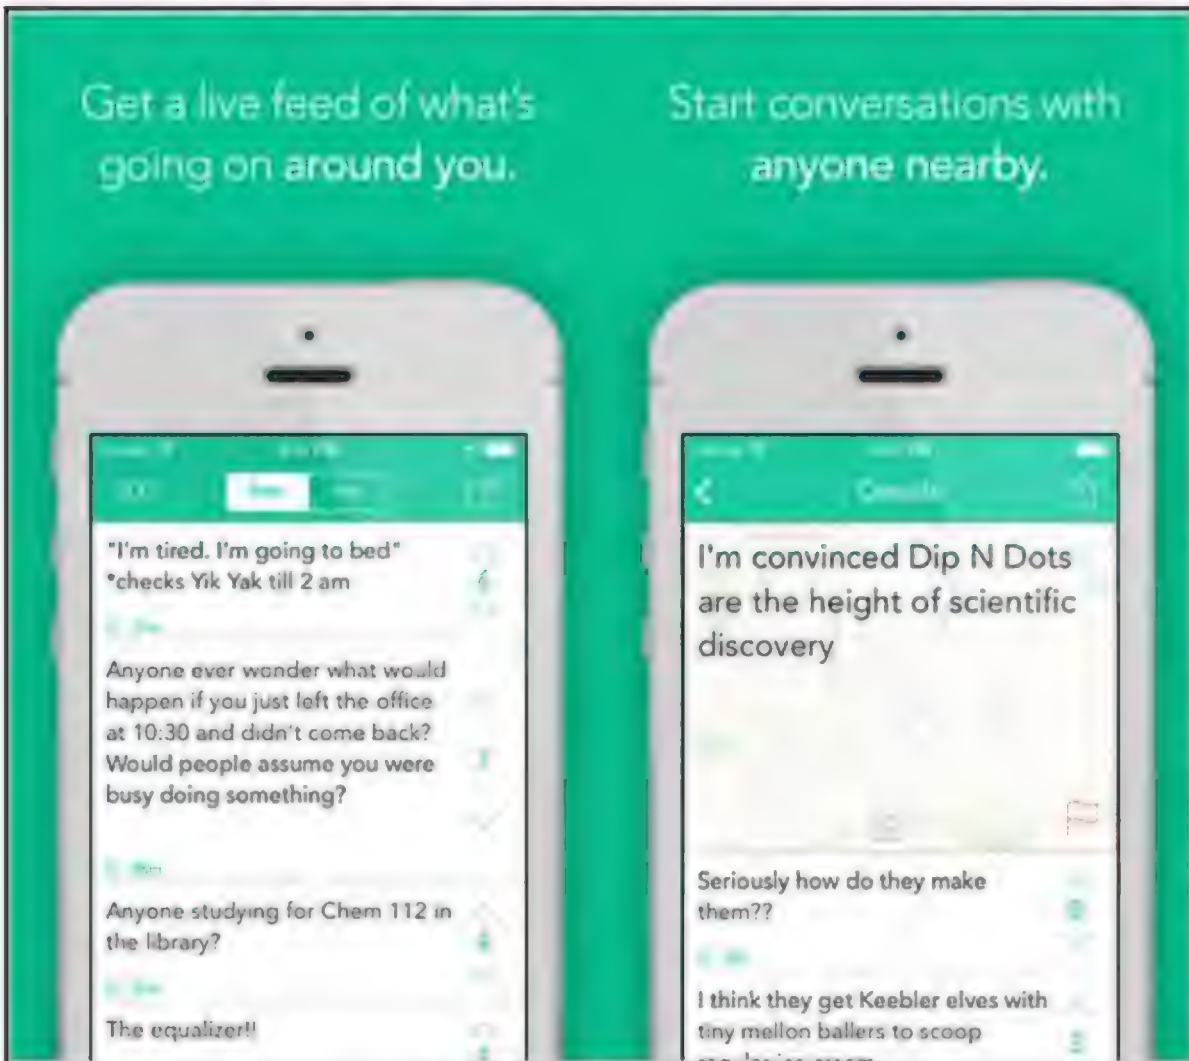 Get a live feed of what's
going on around you.
"I'm tired. I'm going to bed"
*checks Yik Yak till 2 am
Anyone ever wonder what would
happen if you just left the office
at 10:30 and didn't come back?
Would people assume you were
busy doing something?
Anyone studying for Chem 112 in
the library?
The equalizer!!
Start conversations with
anyone nearby.
I'm convinced Dip N Dots
are the height of scientific
discovery
Seriously how do they make
them??
I think they get Keebler elves with
tiny mellon ballers to scoop